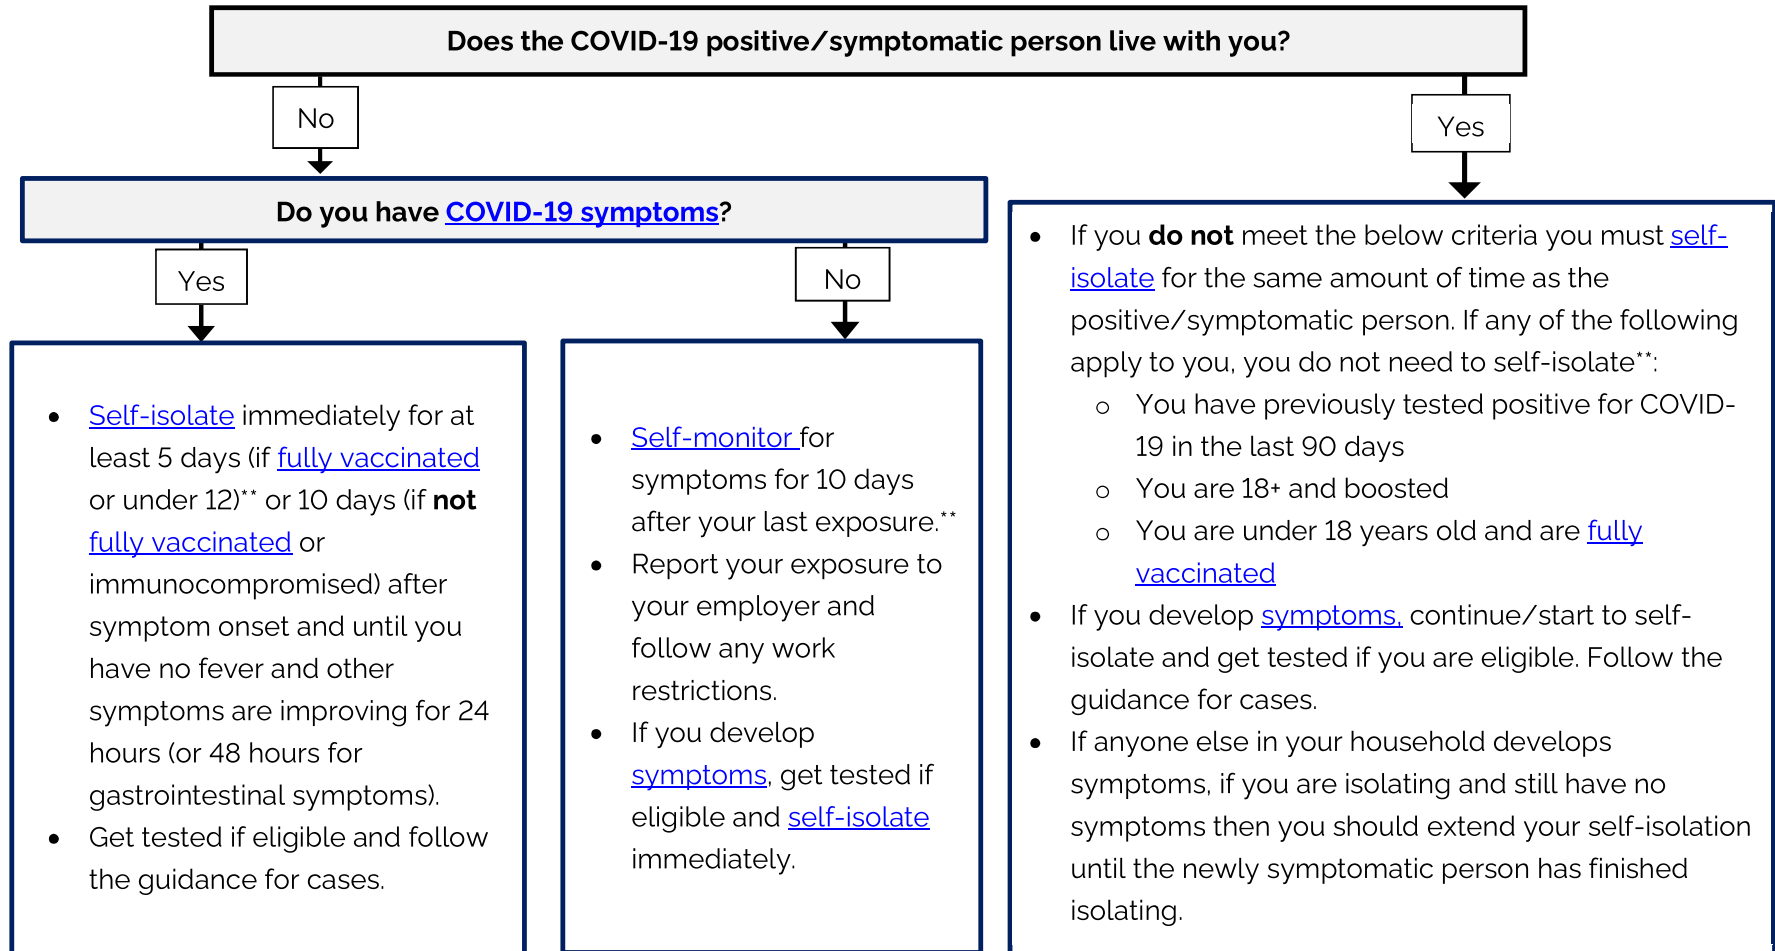 Does the COVID-19 positive/symptomatic person live with you?
No
Yes
Do you have COVID-19 symptoms?
Yes
No
• Self-isolate immediately for at
least 5 days (if fully vaccinated
or under 12)** or 10 days (if not
fully vaccinated or
immunocompromised) after
symptom onset and until you
have no fever and other
symptoms are improving for 24
hours (or 48 hours for
gastrointestinal symptoms).
• Get tested if eligible and follow
the guidance for cases.
• Self-monitor for
symptoms for 10 days
after your last exposure.**
• Report your exposure to
your employer and
follow any work
restrictions.
• If you develop
symptoms, get tested if
eligible and self-isolate
immediately.
• If you do not meet the below criteria you must self-
isolate for the same amount of time as the
positive/symptomatic person. If any of the following
apply to you, you do not need to self-isolate**:
o You have previously tested positive for COVID-
19 in the last 90 days
o You are 18+ and boosted
o You are under 18 years old and are fully
vaccinated
• If you develop symptoms, continue/start to self-
isolate and get tested if you are eligible. Follow the
guidance for cases.
• If anyone else in your household develops
symptoms, if you are isolating and still have no
symptoms then you should extend your self-isolation
until the newly symptomatic person has finished
isolating.